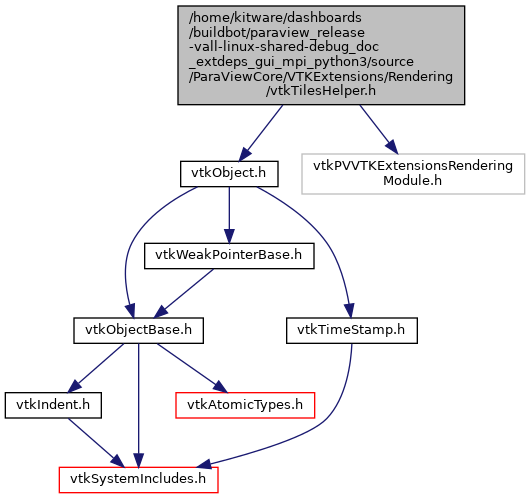 /home/kitware/dashboards
/buildbot/paraview_release
-vall-linux-shared-debug_doc
_extdeps_gui_mpi_python3/source
/ParaViewCore/VTKExtensions/Rendering
/vtkTilesHelper.h
vtkObject.h
vtkPVVTKExtensionsRendering
Module.h
vtkWeakPointerBase.h
vtkObjectBase.h
vtkTimeStamp.h
vtkIndent.h
vtkAtomicTypes.h
vtkSystemIncludes.h